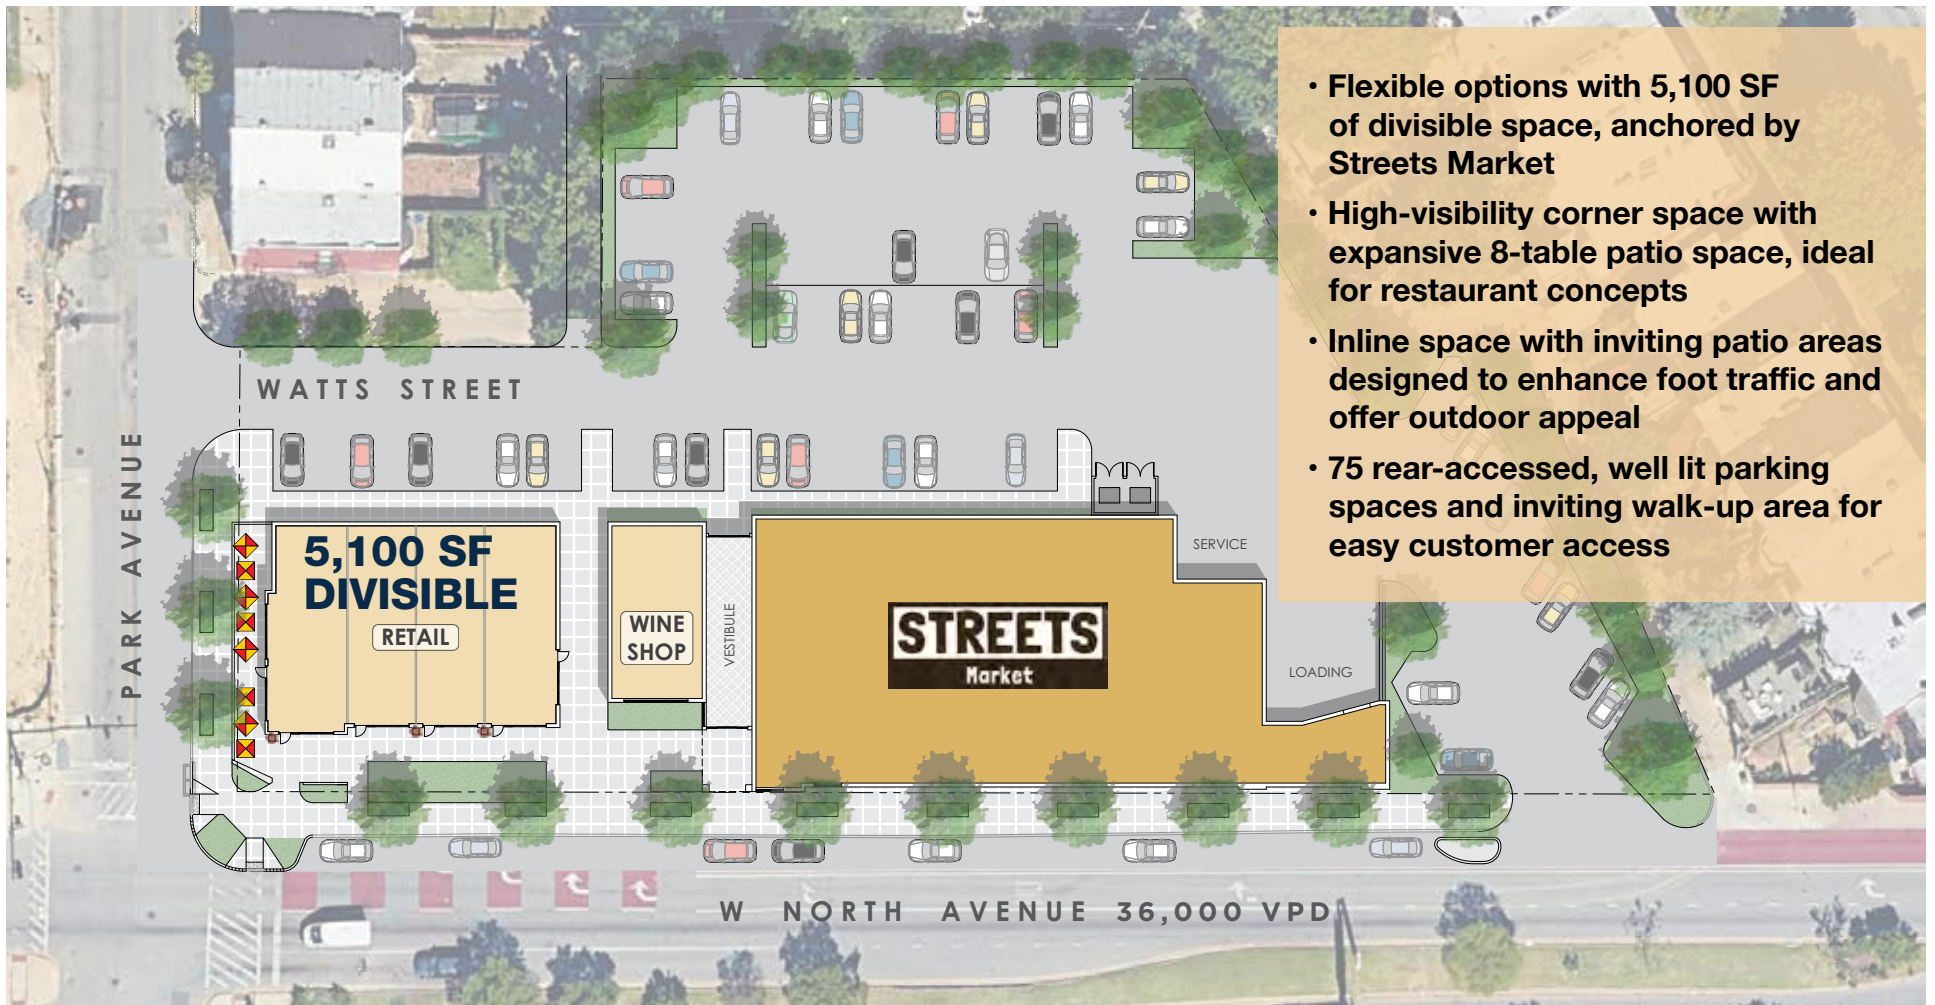 • Flexible options with 5,100 SF
of divisible space, anchored by
Streets Market
• High-visibility corner space with
expansive 8-table patio space, ideal
for restaurant concepts
• Inline space with inviting patio areas
designed to enhance foot traffic and
offer outdoor appeal
• 75 rear-accessed, well lit parking
spaces and inviting walk-up area for
easy customer access
WATTS STREET
PARK AVENUE
5,100 SF
DIVISIBLE
RETAIL
WINE
SHOP
VESTIBULE
STREETS
Market
SERVICE
LOADING
W NORTH AVENUE 36,000 VPD